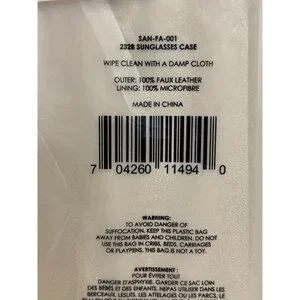 SAN-FA-001
2328 SUNGLASSES CASE
WIPE CLEAN WITH A DAMP CLOTH
OUTER: 100% FAUX LEATHER
LINING: 100% MICROFIBRE
MADE IN CHINA
7 04260 11494 0
WARNING:
TO AVOID DANGER OF
SUFFOCATION, KEEP THIS PLASTIC BAG
AWAY FROM BABIES AND CHILDREN. DO NOT
USE THIS BAG IN CRIBS, BEDS, CARRIAGES
OR PLAYPENS. THIS BAG IS NOT A TOY.
AVERTISSEMENT :
POUR ÉVITER TOUT
DANGER D'ASPHYXIE, GARDER CE SAC LOIN
DES BÉBÉS ET DES ENFANTS. NE PAS UTILISER DANS LES
BERCEAUX, LES LITS, LES ATTELAGES OU LES PARCS. LE